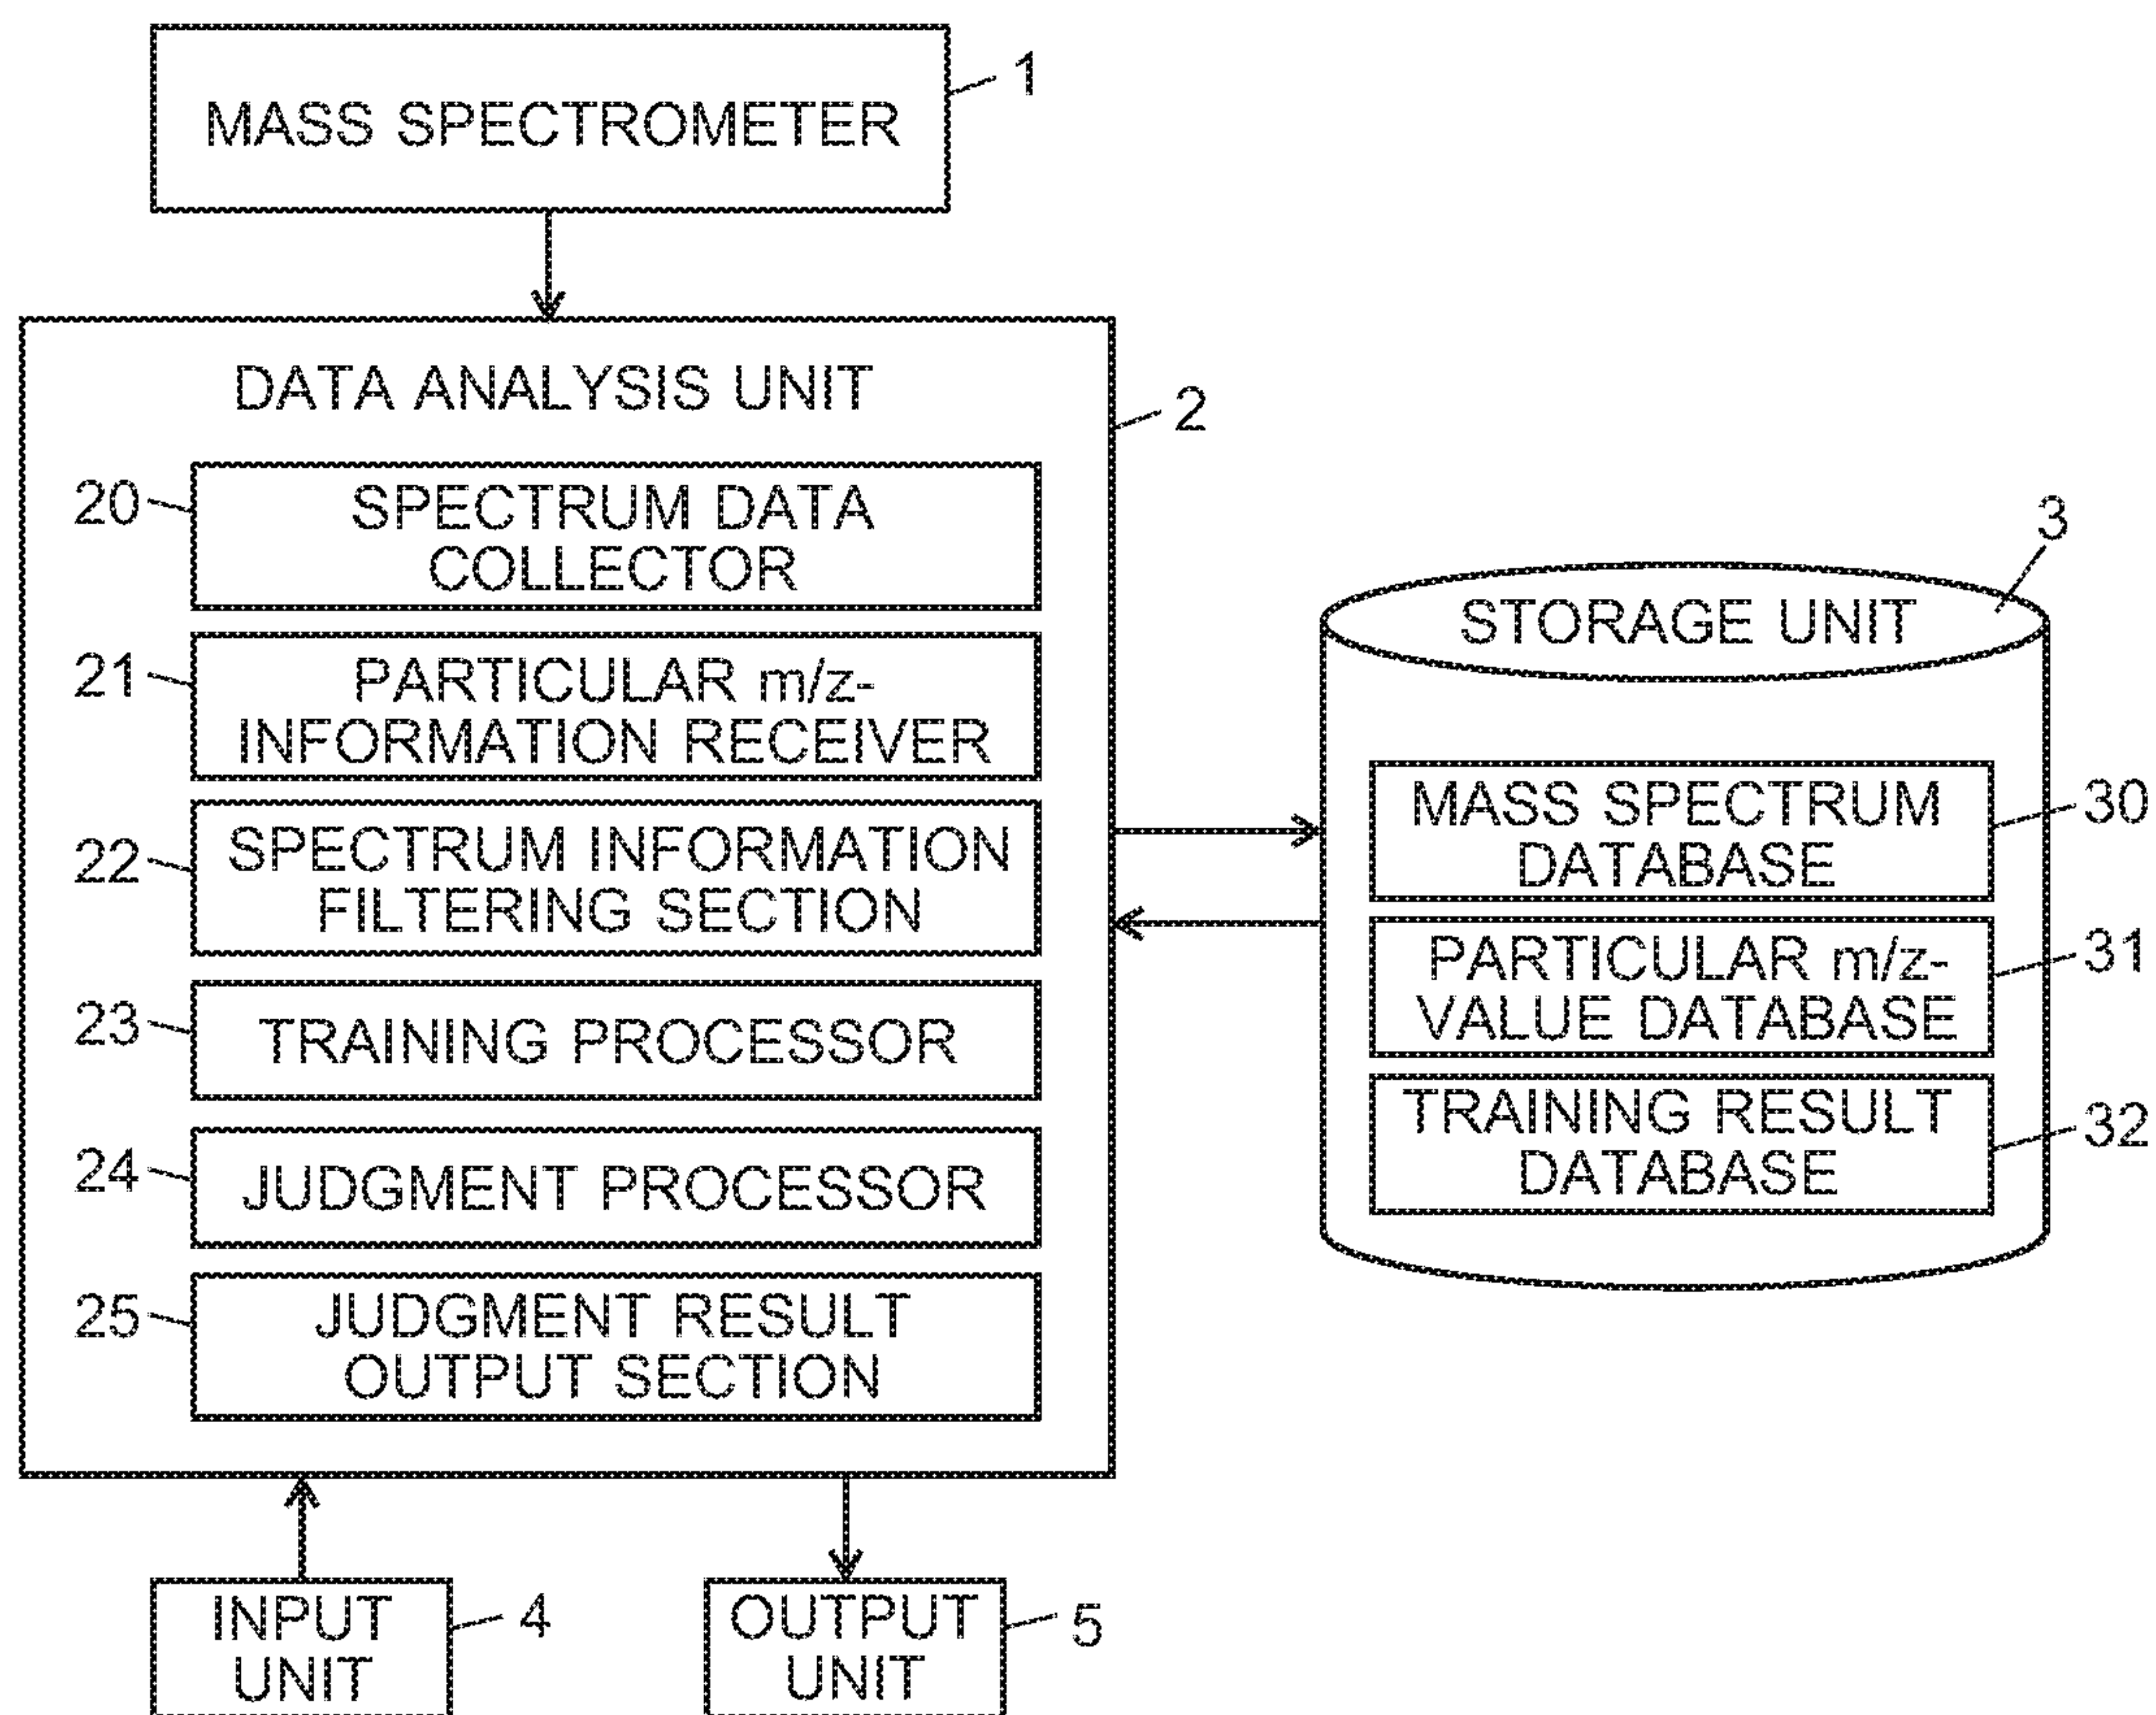 MASS SPECTROMETER
1
DATA ANALYSIS UNIT
2
20
SPECTRUM DATA
COLLECTOR
21
PARTICULAR m/z-
INFORMATION RECEIVER
22
SPECTRUM INFORMATION
FILTERING SECTION
23
TRAINING PROCESSOR
24
JUDGMENT PROCESSOR
25
JUDGMENT RESULT
OUTPUT SECTION
3
STORAGE UNIT
MASS SPECTRUM
DATABASE
30
PARTICULAR m/z-
VALUE DATABASE
31
TRAINING RESULT
DATABASE
32
INPUT
UNIT
4
OUTPUT
UNIT
5